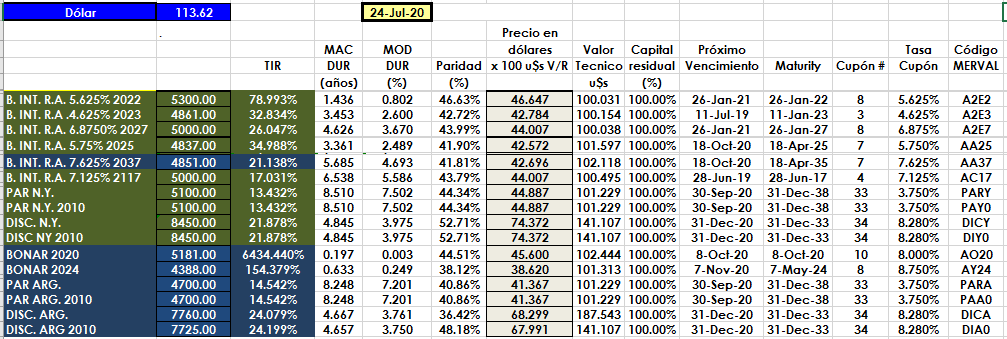 Dólar 113.62 24-Jul-20
.
Precio en
MAC MOD dólares Valor Capital Próximo Tasa Código
TIR DUR DUR Paridad x 100 u$s V/R Tecnico residual Vencimiento Maturity Cupón # Cupón MERVAL
(años) (%) (%) u$s (%)
B. INT. R.A. 5.625% 2022 5300.00 78.993% 1.436 0.802 46.63% 46.647 100.031 100.00% 26-Jan-21 26-Jan-22 8 5.625% A2E2
B. INT. R.A. .4.625% 2023 4861.00 32.834% 3.453 2.600 42.72% 42.784 100.154 100.00% 11-Jul-19 11-Jan-23 3 4.625% A2E3
B. INT. R.A. 6.8750% 2027 5000.00 26.047% 4.626 3.670 43.99% 44.007 100.038 100.00% 26-Jan-21 26-Jan-27 8 6.875% A2E7
B. INT. R.A. 5.75% 2025 4837.00 34.988% 3.361 2.489 41.90% 42.572 101.597 100.00% 18-Oct-20 18-Apr-25 7 5.750% AA25
B. INT. R.A. 7.625% 2037 4851.00 21.138% 5.685 4.693 41.81% 42.696 102.118 100.00% 18-Oct-20 18-Apr-35 7 7.625% AA37
B. INT. R.A. 7.125% 2117 5000.00 17.031% 6.538 5.586 43.79% 44.007 100.495 100.00% 28-Jun-19 28-Jun-17 4 7.125% AC17
PAR N.Y. 5100.00 13.432% 8.510 7.502 44.34% 44.887 101.229 100.00% 30-Sep-20 31-Dec-38 33 3.750% PARY
PAR N.Y. 2010 5100.00 13.432% 8.510 7.502 44.34% 44.887 101.229 100.00% 30-Sep-20 31-Dec-38 33 3.750% PAY0
DISC. N.Y. 8450.00 21.878% 4.845 3.975 52.71% 74.372 141.107 100.00% 31-Dec-20 31-Dec-33 34 8.280% DICY
DISC NY 2010 8450.00 21.878% 4.845 3.975 52.71% 74.372 141.107 100.00% 31-Dec-20 31-Dec-33 34 8.280% DIY0
BONAR 2020 5181.00 6434.440% 0.197 0.003 44.51% 45.600 102.444 100.00% 8-Oct-20 8-Oct-20 10 8.000% AO20
BONAR 2024 4388.00 154.379% 0.633 0.249 38.12% 38.620 101.313 100.00% 7-Nov-20 7-May-24 8 8.750% AY24
PAR ARG. 4700.00 14.542% 8.248 7.201 40.86% 41.367 101.229 100.00% 30-Sep-20 31-Dec-38 33 3.750% PARA
PAR ARG. 2010 4700.00 14.542% 8.248 7.201 40.86% 41.367 101.229 100.00% 30-Sep-20 31-Dec-38 33 3.750% PAA0
DISC. ARG. 7760.00 24.079% 4.667 3.761 36.42% 68.299 187.543 100.00% 31-Dec-20 31-Dec-33 34 8.280% DICA
DISC. ARG 2010 7725.00 24.199% 4.657 3.750 48.18% 67.991 141.107 100.00% 31-Dec-20 31-Dec-33 34 8.280% DIA0